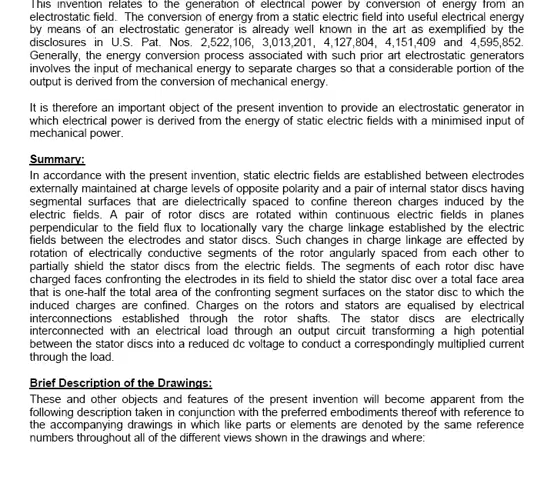 This invention relates to the generation of electrical power by conversion of energy from an
electrostatic field. The conversion of energy from a static electric field into useful electrical energy
by means of an electrostatic generator is already well known in the art as exemplified by the
disclosures in U.S. Pat. Nos. 2,522,106, 3,013,201, 4,127,804, 4,151,409 and 4,595,852.
Generally, the energy conversion process associated with such prior art electrostatic generators
involves the input of mechanical energy to separate charges so that a considerable portion of the
output is derived from the conversion of mechanical energy.
It is therefore an important object of the present invention to provide an electrostatic generator in
which electrical power is derived from the energy of static electric fields with a minimised input of
mechanical power.
Summary:
In accordance with the present invention, static electric fields are established between electrodes
externally maintained at charge levels of opposite polarity and a pair of internal stator discs having
segmental surfaces that are dielectrically spaced to confine thereon charges induced by the
electric fields. A pair of rotor discs are rotated within continuous electric fields in planes
perpendicular to the field flux to locationally vary the charge linkage established by the electric
fields between the electrodes and stator discs. Such changes in charge linkage are effected by
rotation of electrically conductive segments of the rotor angularly spaced from each other to
partially shield the stator discs from the electric fields. The segments of each rotor disc have
charged faces confronting the electrodes in its field to shield the stator disc over a total face area
that is one-half the total area of the confronting segment surfaces on the stator disc to which the
induced charges are confined. Charges on the rotors and stators are equalised by electrical
interconnections established through the rotor shafts. The stator discs are electrically
interconnected with an electrical load through an output circuit transforming a high potential
between the stator discs into a reduced dc voltage to conduct a correspondingly multiplied current
through the load.
Brief Description of the Drawings:
These and other objects and features of the present invention will become apparent from the
following description taken in conjunction with the preferred embodiments thereof with reference to
the accompanying drawings in which like parts or elements are denoted by the same reference
numbers throughout all of the different views shown in the drawings and where: